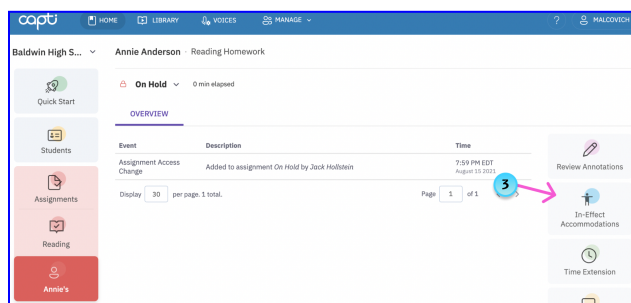 capti HOME LIBRARY VOICES MANAGE ? MALCOVICH
Baldwin High S...
Annie Anderson · Reading Homework
On Hold 0 min elapsed
OVERVIEW
Quick Start
Students
Assignments
Reading
Annie's
Event Description Time
Assignment Access Change
Added to assignment On Hold by Jack Hollstein
7:59 PM EDT
August 15 2021
Display 30 per page. 1 total. Page 1 of 1
3
Review Annotations
In-Effect
Accommodations
Time Extension